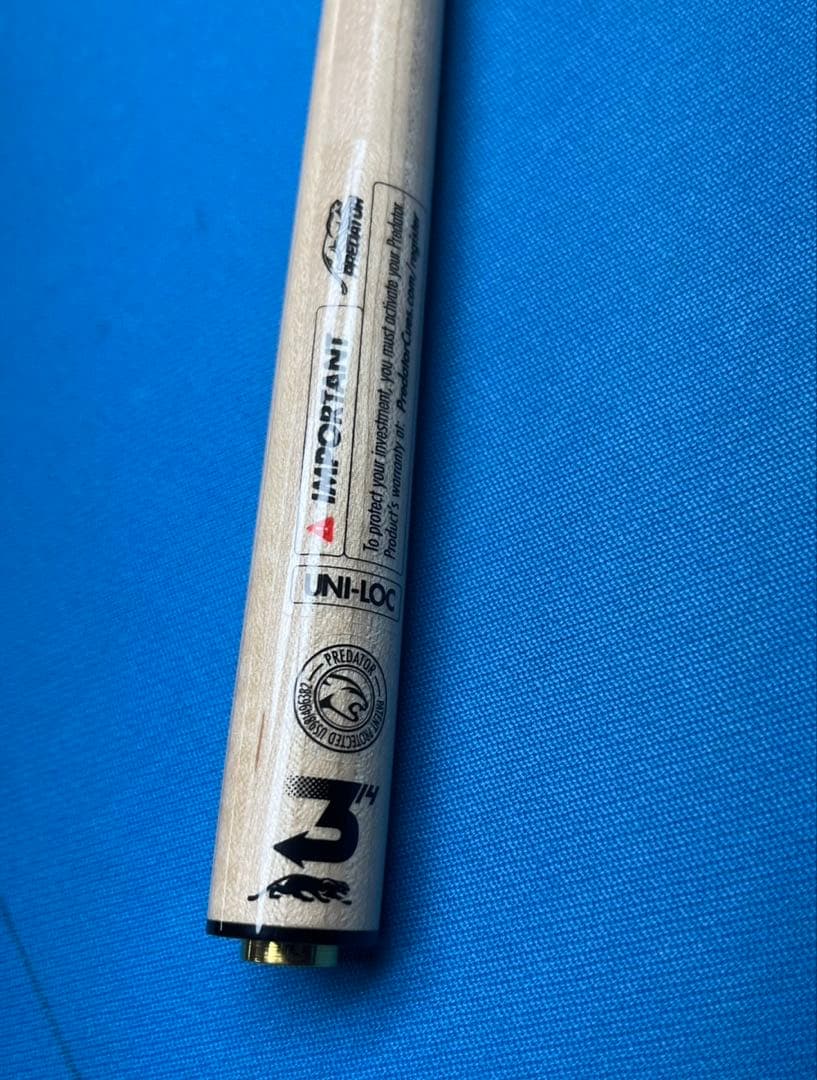 PREDATOR
IMPORTANT
To protect your investment, you must activate your Predator
Product's warranty at: PredatorCues.com/register
UNI-LOC
PREDATOR
PATENT PROTECTED
3 14